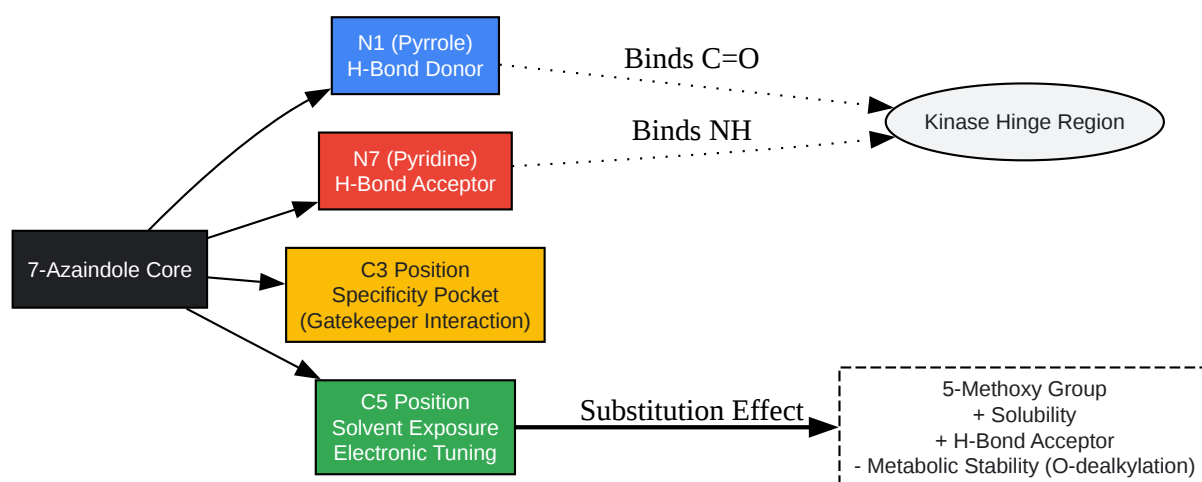 N1 (Pyrrole)
H-Bond Donor
Binds C=O
Kinase Hinge Region
Binds NH
N7 (Pyridine)
H-Bond Acceptor
7-Azaindole Core
C3 Position
Specificity Pocket
(Gatekeeper Interaction)
C5 Position
Solvent Exposure
Electronic Tuning
Substitution Effect
5-Methoxy Group
+ Solubility
+ H-Bond Acceptor
- Metabolic Stability (O-dealkylation)